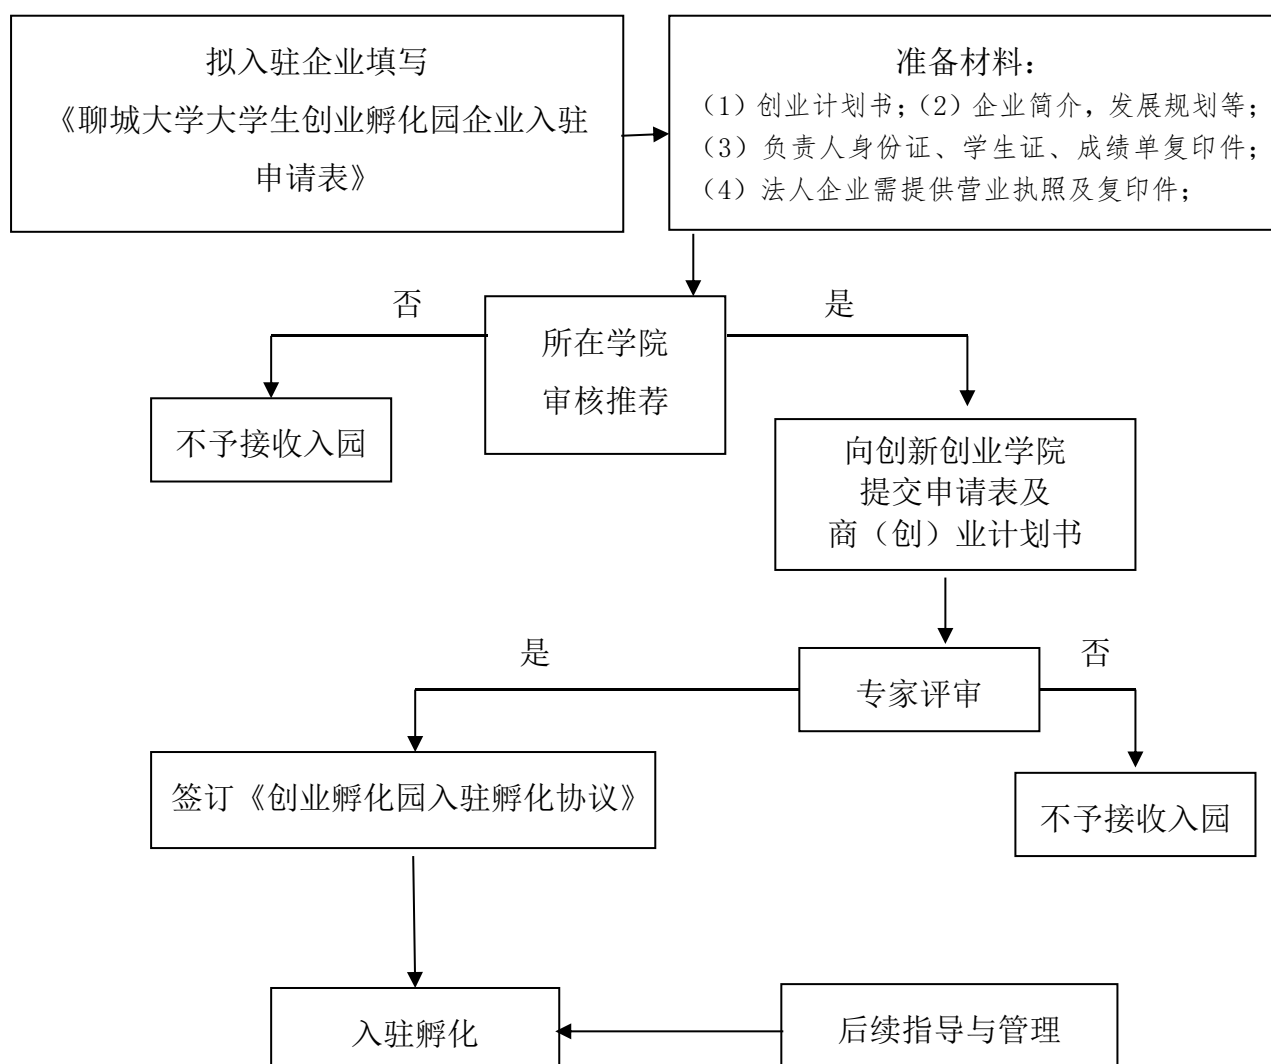 拟入驻企业填写
《聊城大学大学生创业孵化园企业入驻
申请表》
准备材料：
（1）创业计划书；（2）企业简介，发展规划等；
（3）负责人身份证、学生证、成绩单复印件；
（4）法人企业需提供营业执照及复印件；
否
是
所在学院
审核推荐
不予接收入园
向创新创业学院
提交申请表及
商（创）业计划书
是
否
专家评审
签订《创业孵化园入驻孵化协议》
不予接收入园
入驻孵化
后续指导与管理